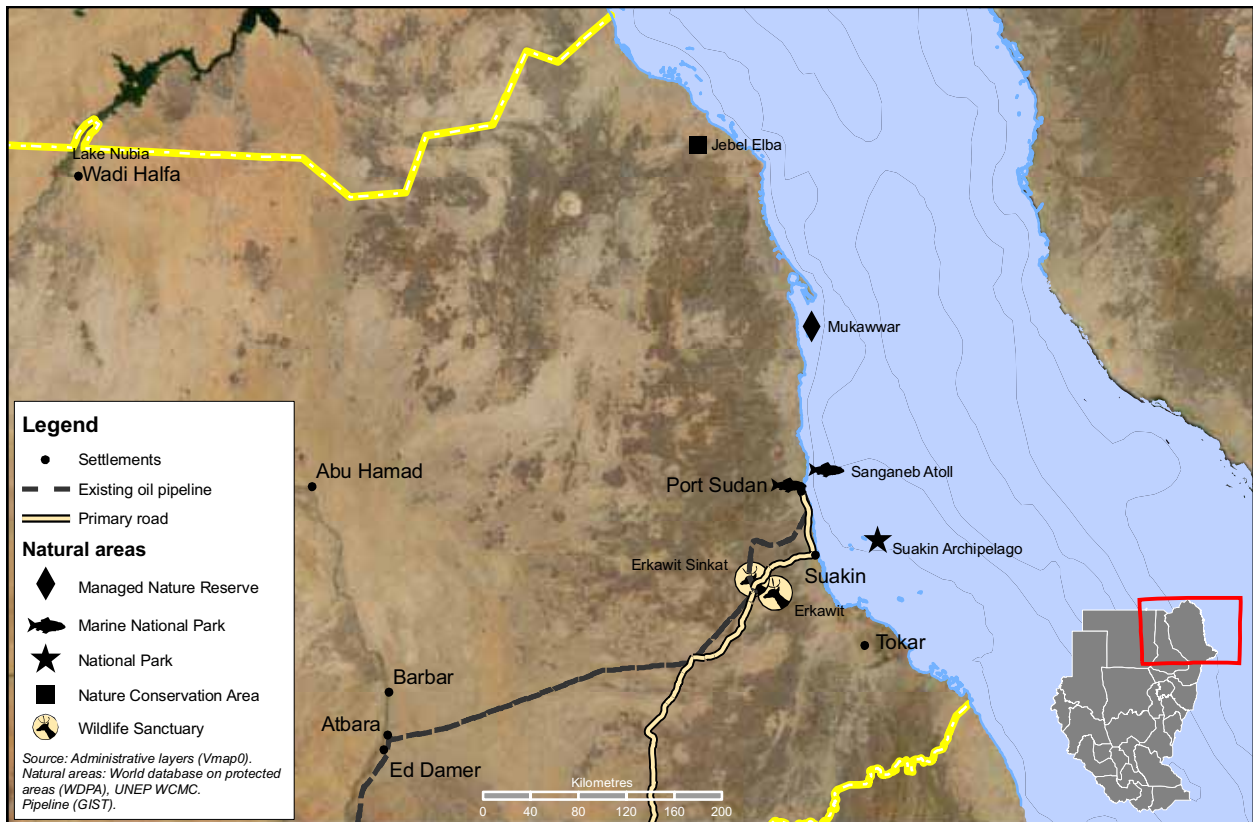 Jebel Elba
Lake Nubia
Wadi Halfa
Mukawwar
Abu Hamad
Port Sudan
Sanganeb Atoll
Suakin Archipelago
Erkawit Sinkat
Suakin
Erkawit
Tokar
Barbar
Atbara
Ed Damer
Legend
Settlements
Existing oil pipeline
Primary road
Natural areas
Managed Nature Reserve
Marine National Park
National Park
Nature Conservation Area
Wildlife Sanctuary
Source: Administrative layers (Vmap0).
Natural areas: World database on protected
areas (WDPA), UNEP WCMC.
Pipeline (GIST).
Kilometres
0 40 80 120 160 200